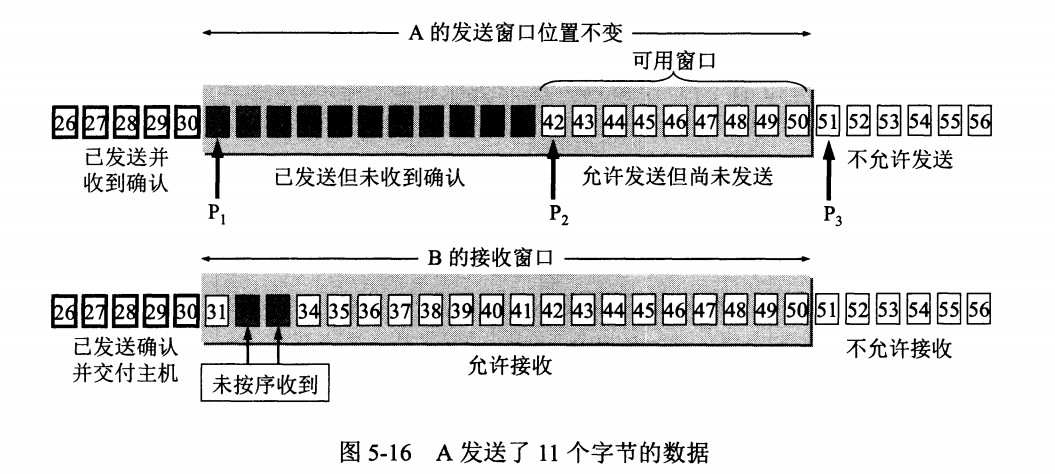 A 的发送窗口位置不变
可用窗口
26 27 28 29 30 42 43 44 45 46 47 48 49 50 51 52 53 54 55 56
已发送并
收到确认
已发送但未收到确认
允许发送但尚未发送
不允许发送
P1 P2 P3
B 的接收窗口
26 27 28 29 30 31 34 35 36 37 38 39 40 41 42 43 44 45 46 47 48 49 50 51 52 53 54 55 56
已发送确认
并交付主机
未按序收到
允许接收
不允许接收
图 5-16 A 发送了 11 个字节的数据